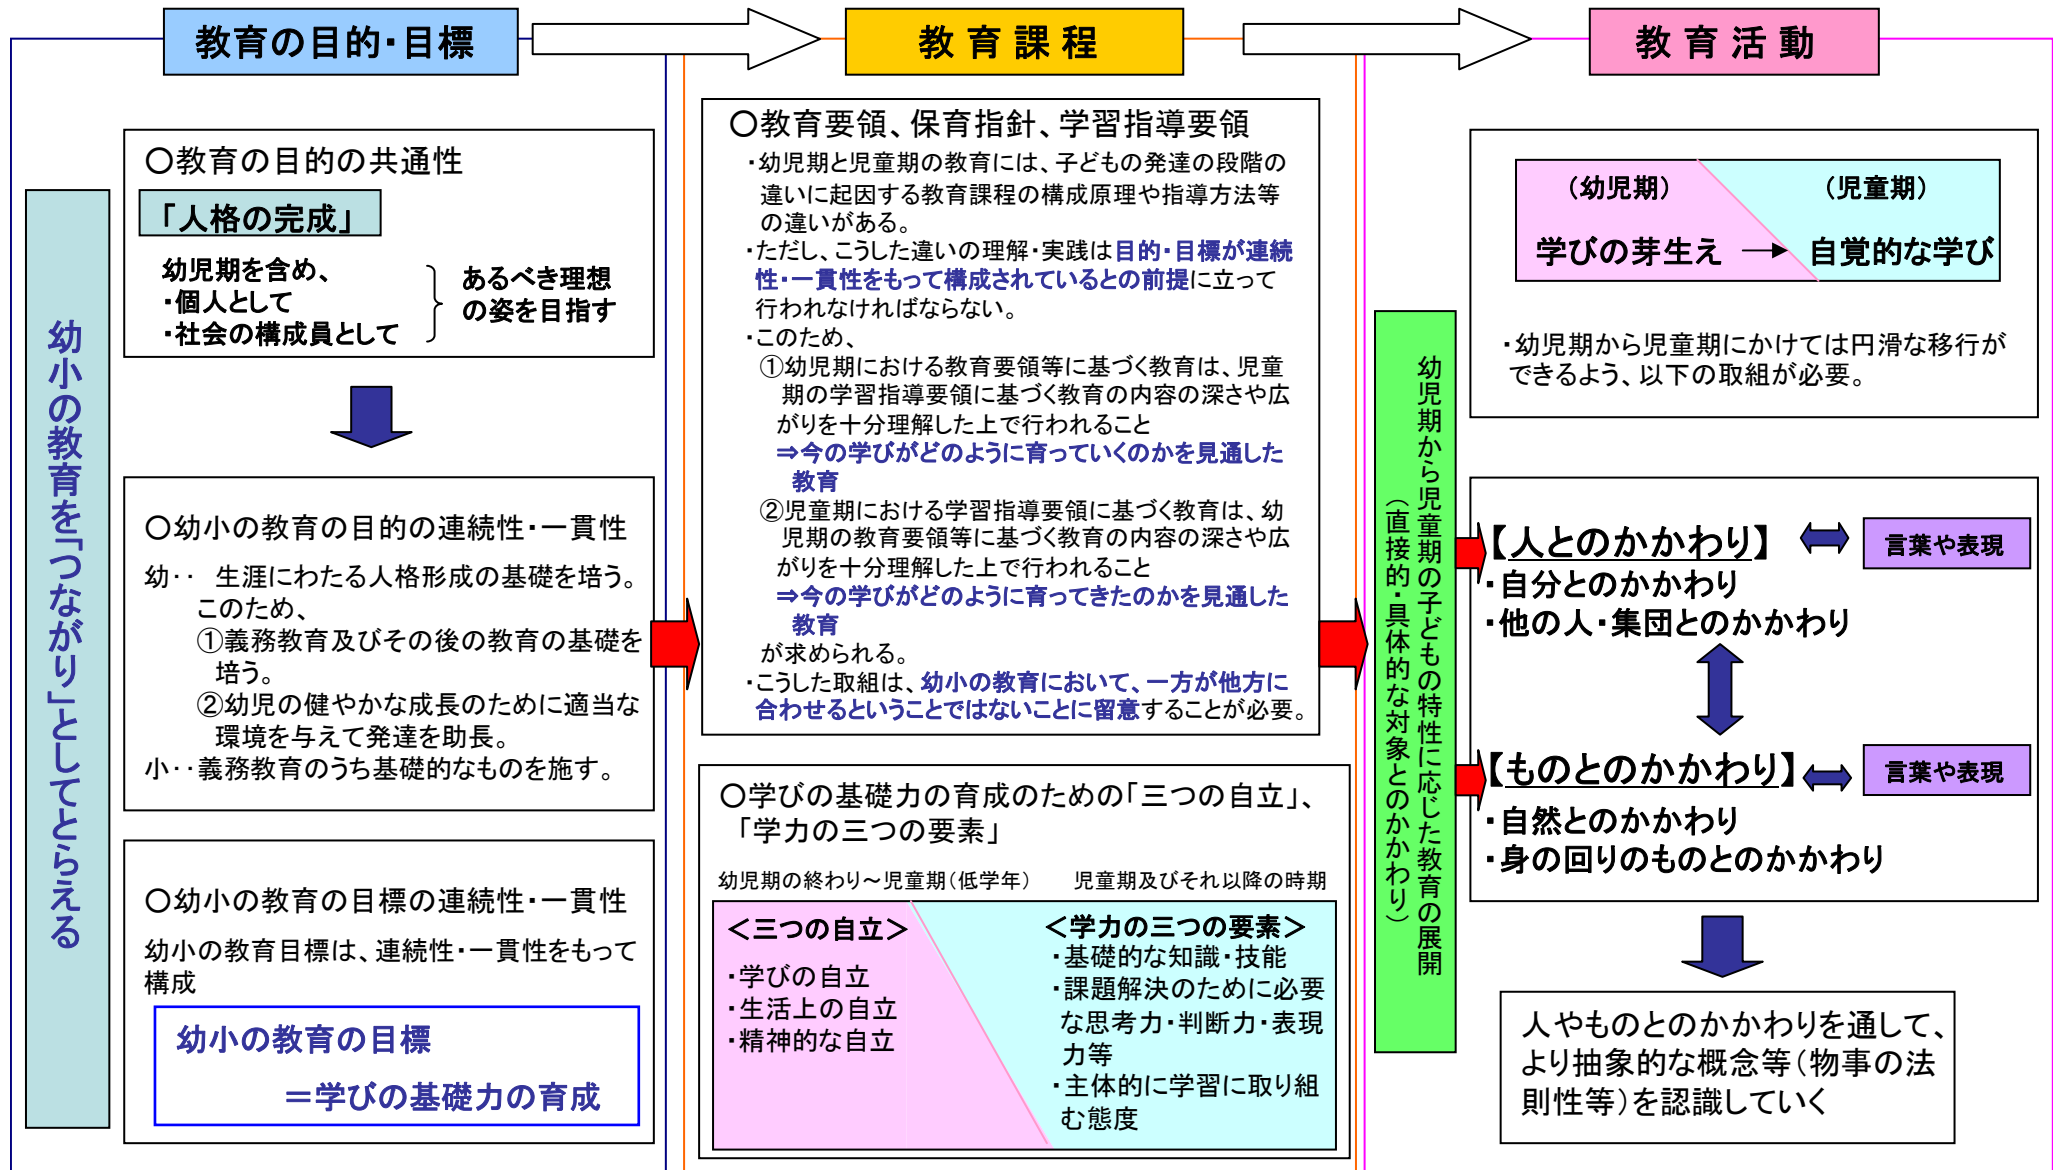 教育の目的・目標
教育課程
教育活動
幼小の教育を「つながり」としてとらえる
○教育の目的の共通性
「人格の完成」
幼児期を含め、
・個人として
・社会の構成員として
あるべき理想
の姿を目指す
○幼小の教育の目的の連続性・一貫性
幼‥ 生涯にわたる人格形成の基礎を培う。
このため、
①義務教育及びその後の教育の基礎を
培う。
②幼児の健やかな成長のために適当な
環境を与えて発達を助長。
小‥義務教育のうち基礎的なものを施す。
○幼小の教育の目標の連続性・一貫性
幼小の教育目標は、連続性・一貫性をもって
構成
幼小の教育の目標
＝学びの基礎力の育成
○教育要領、保育指針、学習指導要領
・幼児期と児童期の教育には、子どもの発達の段階の
違いに起因する教育課程の構成原理や指導方法等
の違いがある。
・ただし、こうした違いの理解・実践は目的・目標が連続
性・一貫性をもって構成されているとの前提に立って
行われなければならない。
・このため、
①幼児期における教育要領等に基づく教育は、児童
期の学習指導要領に基づく教育の内容の深さや広
がりを十分理解した上で行われること
⇒今の学びがどのように育っていくのかを見通した
教育
②児童期における学習指導要領に基づく教育は、幼
児期の教育要領等に基づく教育の内容の深さや広
がりを十分理解した上で行われること
⇒今の学びがどのように育ってきたのかを見通した
教育
が求められる。
・こうした取組は、幼小の教育において、一方が他方に
合わせるということではないことに留意することが必要。
○学びの基礎力の育成のための「三つの自立」、
「学力の三つの要素」
幼児期の終わり～児童期（低学年）
児童期及びそれ以降の時期
＜三つの自立＞
・学びの自立
・生活上の自立
・精神的な自立
＜学力の三つの要素＞
・基礎的な知識・技能
・課題解決のために必要
な思考力・判断力・表現
力等
・主体的に学習に取り組
む態度
幼児期から児童期の子どもの特性に応じた教育の展開
（直接的・具体的な対象とのかかわり）
（幼児期）
（児童期）
学びの芽生え → 自覚的な学び
・幼児期から児童期にかけては円滑な移行が
できるよう、以下の取組が必要。
【人とのかかわり】
言葉や表現
・自分とのかかわり
・他の人・集団とのかかわり
【ものとのかかわり】
言葉や表現
・自然とのかかわり
・身の回りのものとのかかわり
人やものとのかかわりを通して、
より抽象的な概念等（物事の法
則性等）を認識していく